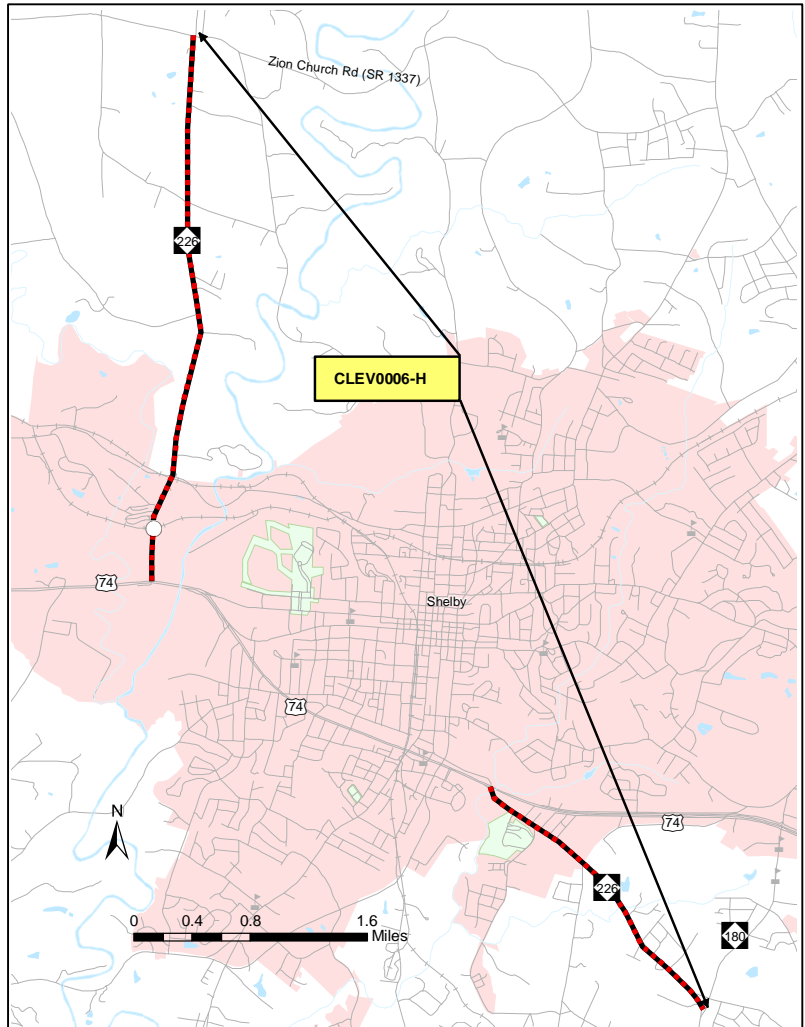 Zion Church Rd (SR 1337)
226
CLEV0006-H
74
Shelby
74
N
74
226
0 0.4 0.8 1.6
Miles
180